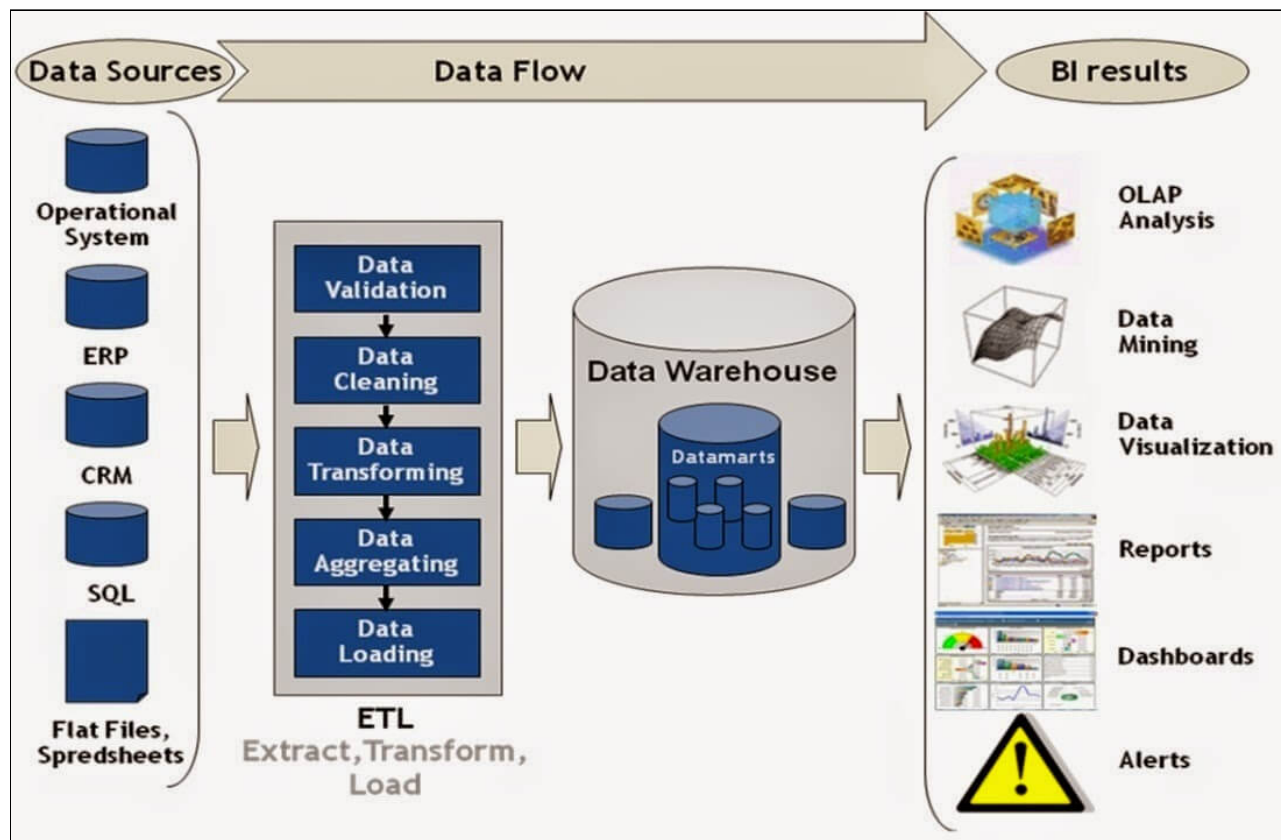 Data Sources
Data Flow
BI results
Operational
System
ERP
CRM
SQL
Flat Files,
Spredsheets
Data
Validation
Data
Cleaning
Data
Transforming
Data
Aggregating
Data
Loading
ETL
Extract,Transform,
Load
Data Warehouse
Datamarts
OLAP
Analysis
Data
Mining
Data
Visualization
Reports
Dashboards
Alerts